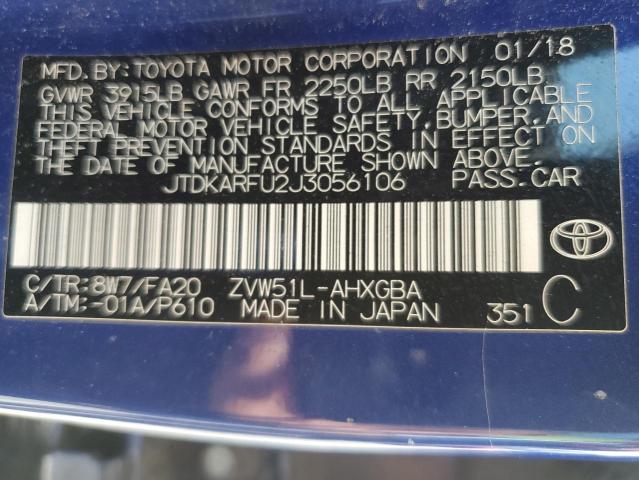 MFD.BY:TOYOTA MOTOR CORPORATION 01/18
GVWR 3915LB GAWR FR 2250LB RR 2150LB
THIS VEHICLE CONFORMS TO ALL APPLICABLE
FEDERAL MOTOR VEHICLE SAFETY, BUMPER, AND
THEFT PREVENTION STANDARDS IN EFFECT ON
THE DATE OF MANUFACTURE SHOWN ABOVE.
JTDKARFU2J3056106 PASS.CAR
C/TR:8W7/FA20 ZVW51L-AHXGBA
A/TM:-01A/P610 MADE IN JAPAN 351 C